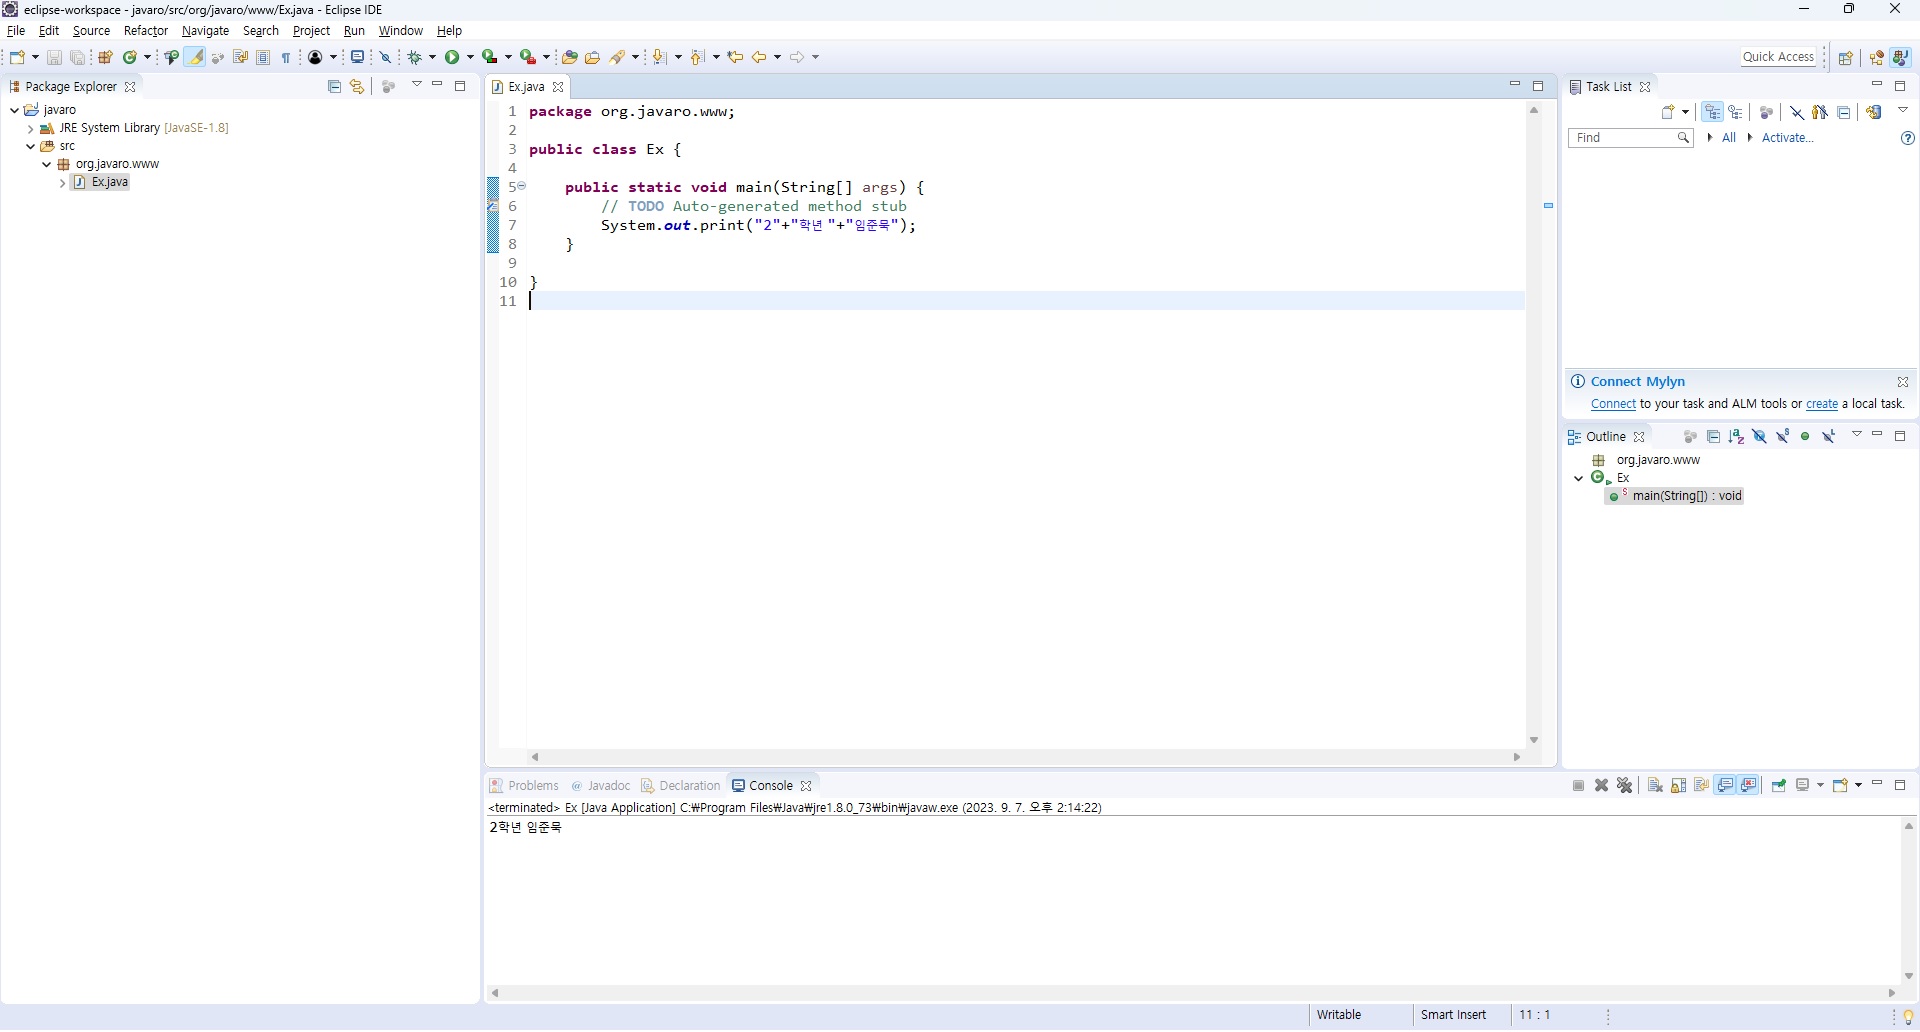 eclipse-workspace - javaro/src/org/javaro/www/Ex.java - Eclipse IDE
File Edit Source Refactor Navigate Search Project Run Window Help
Quick Access
Package Explorer
javaro
JRE System Library [JavaSE-1.8]
src
org.javaro.www
Ex.java
Ex.java
1 package org.javaro.www;
2
3 public class Ex {
4
5 public static void main(String[] args) {
6 // TODO Auto-generated method stub
7 System.out.print("2"+"학년 "+"임준묵");
8 }
9
10 }
11
Task List
Find
All
Activate...
Connect Mylyn
Connect to your task and ALM tools or create a local task.
Outline
org.javaro.www
Ex
main(String[]) : void
Problems @ Javadoc Declaration Console
<terminated> Ex [Java Application] C:₩Program Files₩Java₩jre1.8.0_73₩bin₩javaw.exe (2023. 9. 7. 오후 2:14:22)
2학년 임준묵
Writable
Smart Insert
11 : 1